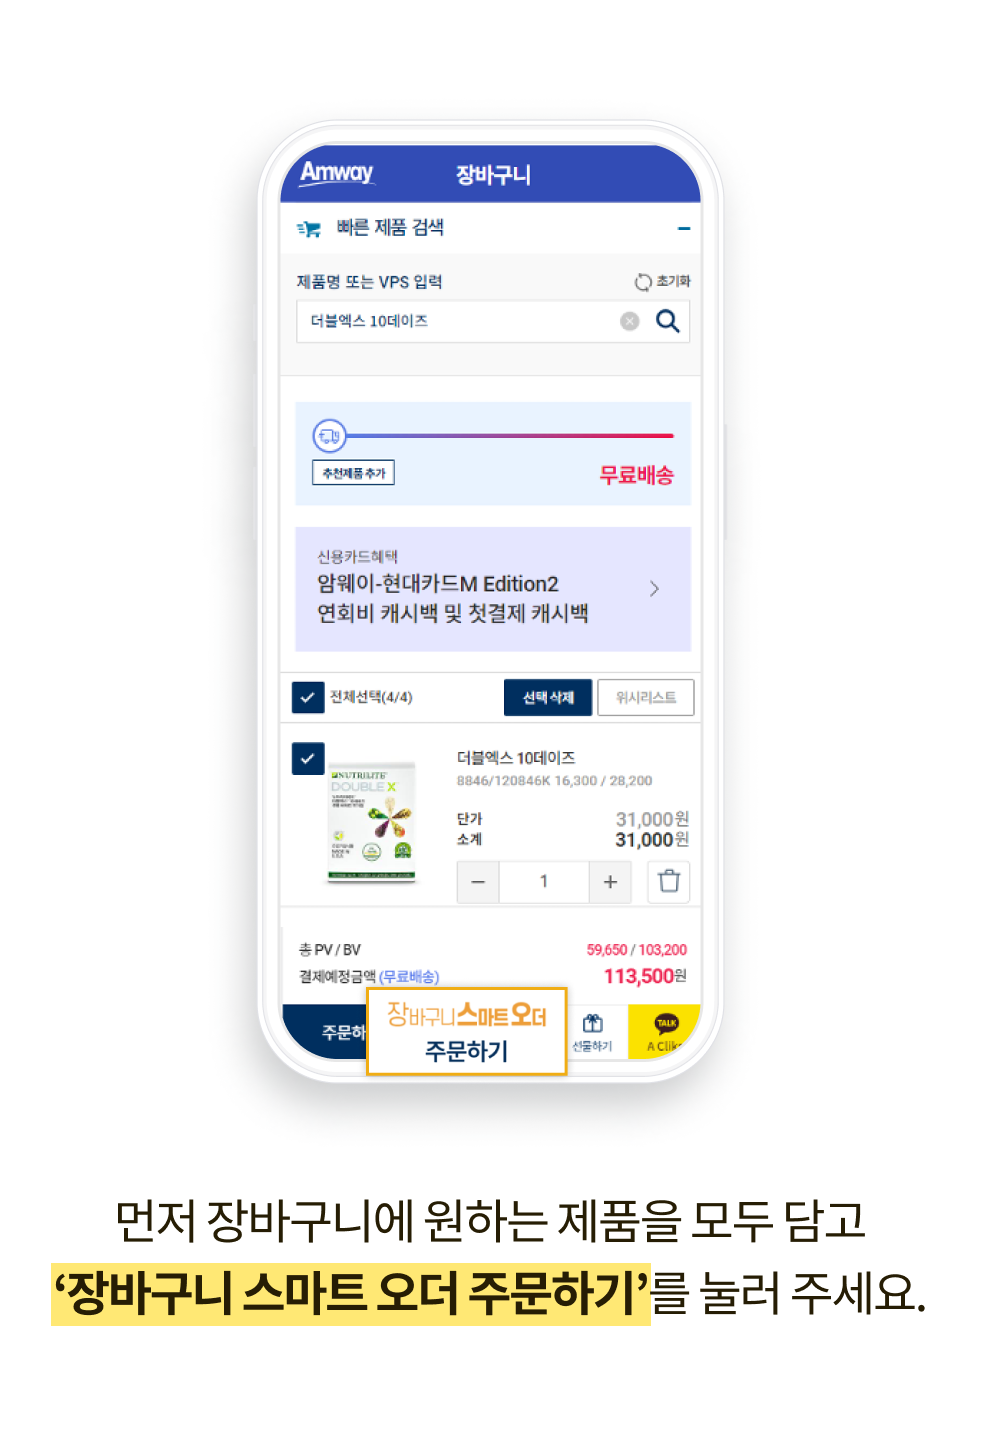 Amway
장바구니
빠른 제품 검색
제품명 또는 VPS 입력
초기화
더블엑스 10데이즈
추천제품 추가
무료배송
신용카드혜택
암웨이-현대카드M Edition2
연회비 캐시백 및 첫결제 캐시백
전체선택(4/4)
선택 삭제
위시리스트
더블엑스 10데이즈
8846/120846K 16,300 / 28,200
NUTRILITE
DOUBLE X
단가 31,000원
소계 31,000원
1
총 PV / BV 59,650 / 103,200
결제예정금액 (무료배송) 113,500원
주문하
장바구니스마트오더
주문하기
선물하기
TALK
A Clik
먼저 장바구니에 원하는 제품을 모두 담고
‘장바구니 스마트 오더 주문하기’를 눌러 주세요.